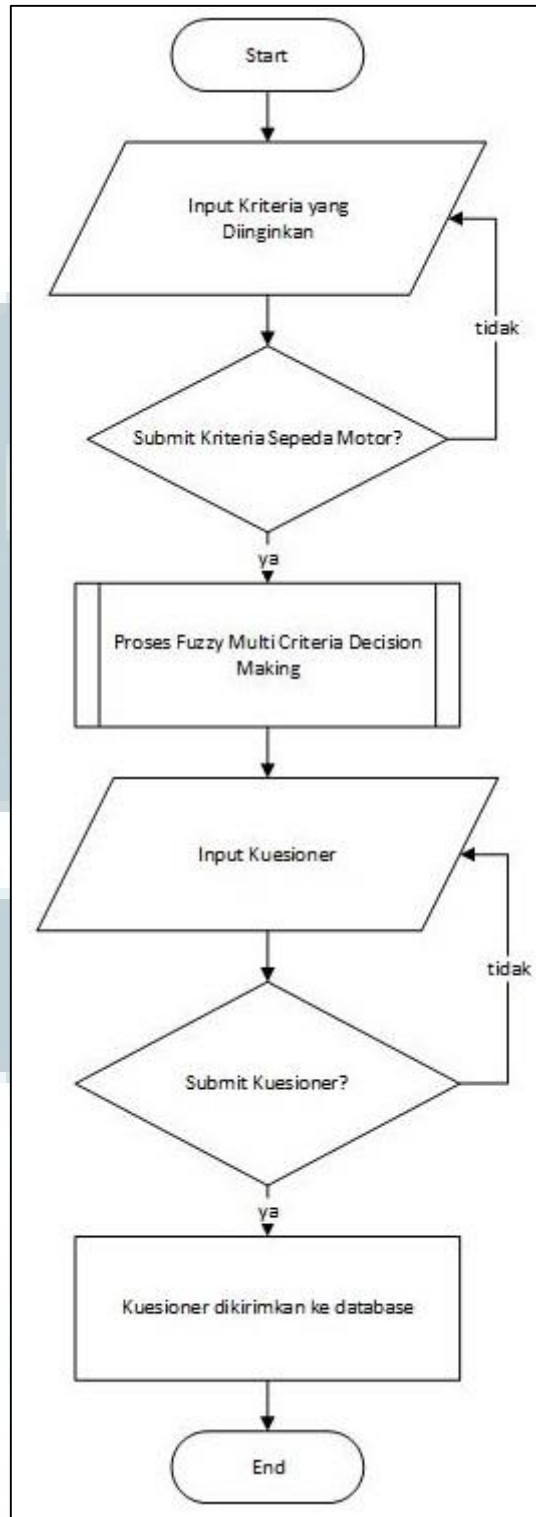 Start
Input Kriteria yang
Diinginkan
tidak
Submit Kriteria Sepeda Motor?
ya
Proses Fuzzy Multi Criteria Decision
Making
Input Kuesioner
tidak
Submit Kuesioner?
ya
Kuesioner dikirimkan ke database
End